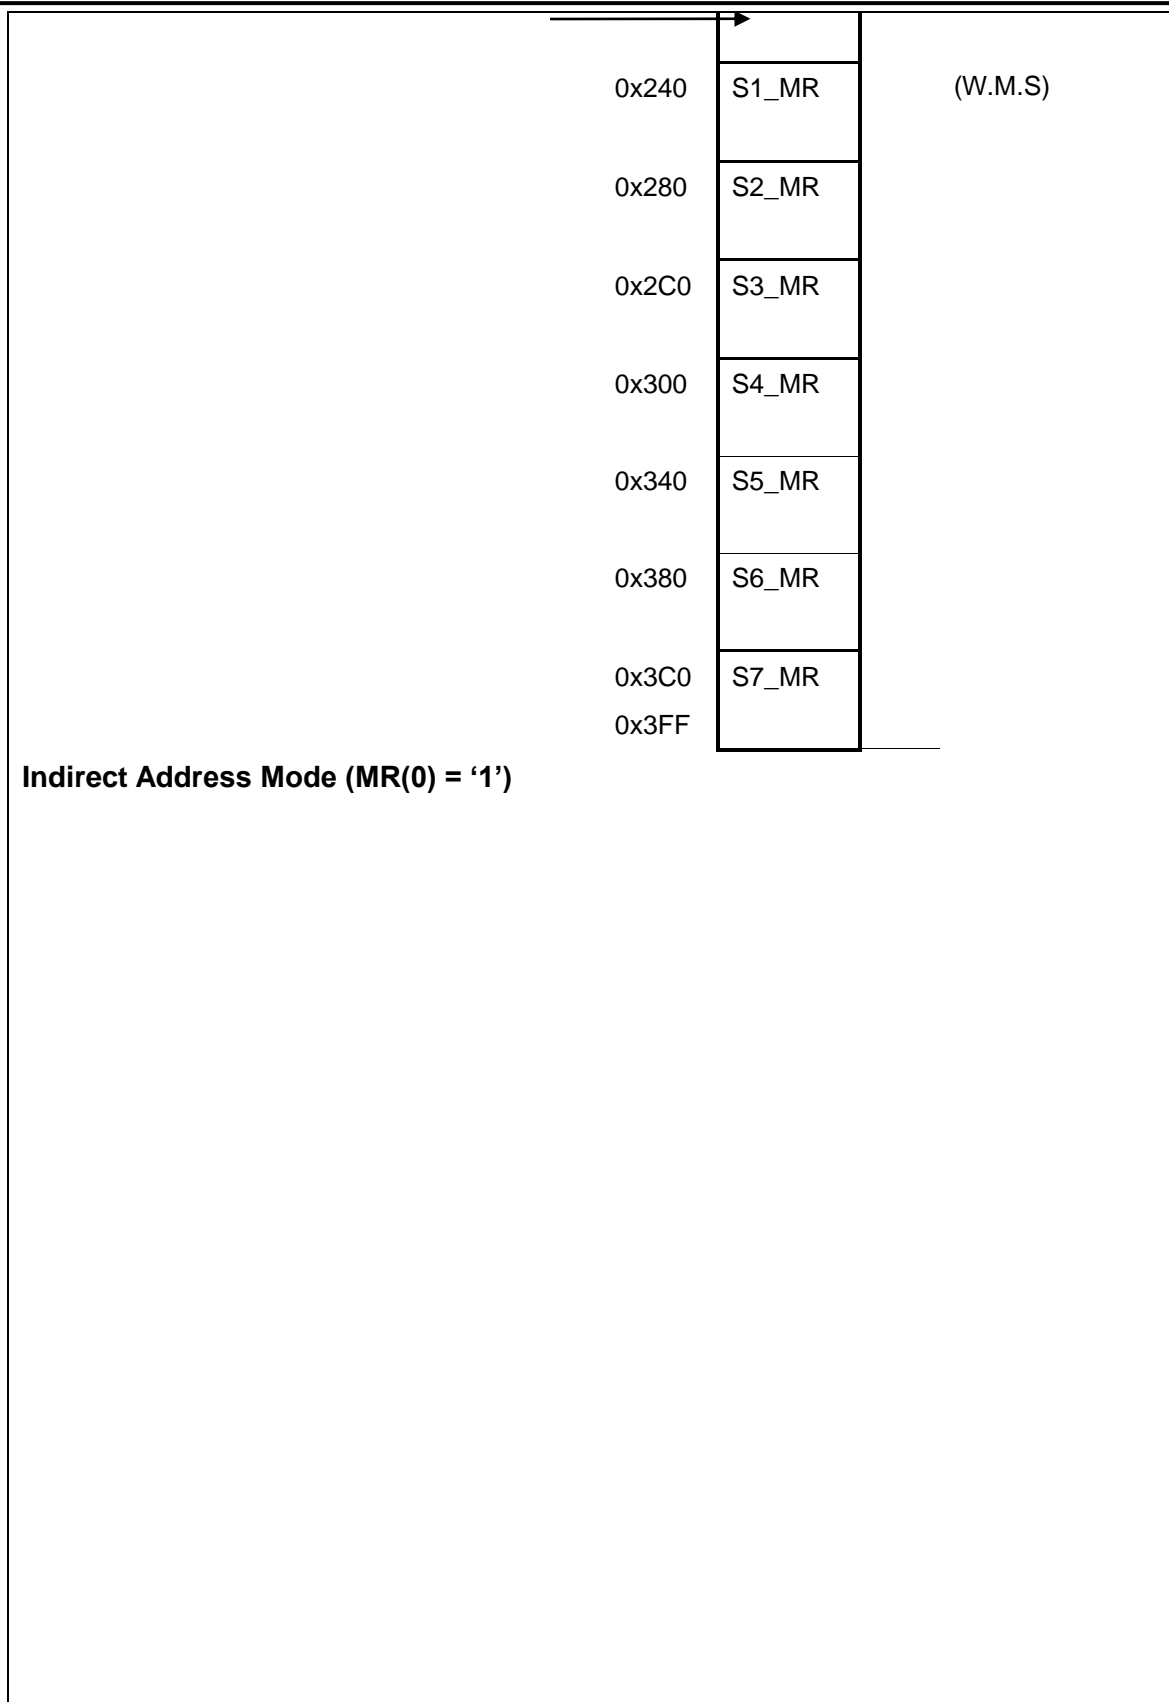 0x240 S1_MR (W.M.S)
0x280 S2_MR
0x2C0 S3_MR
0x300 S4_MR
0x340 S5_MR
0x380 S6_MR
0x3C0 S7_MR
0x3FF
Indirect Address Mode (MR(0) = ‘1’)